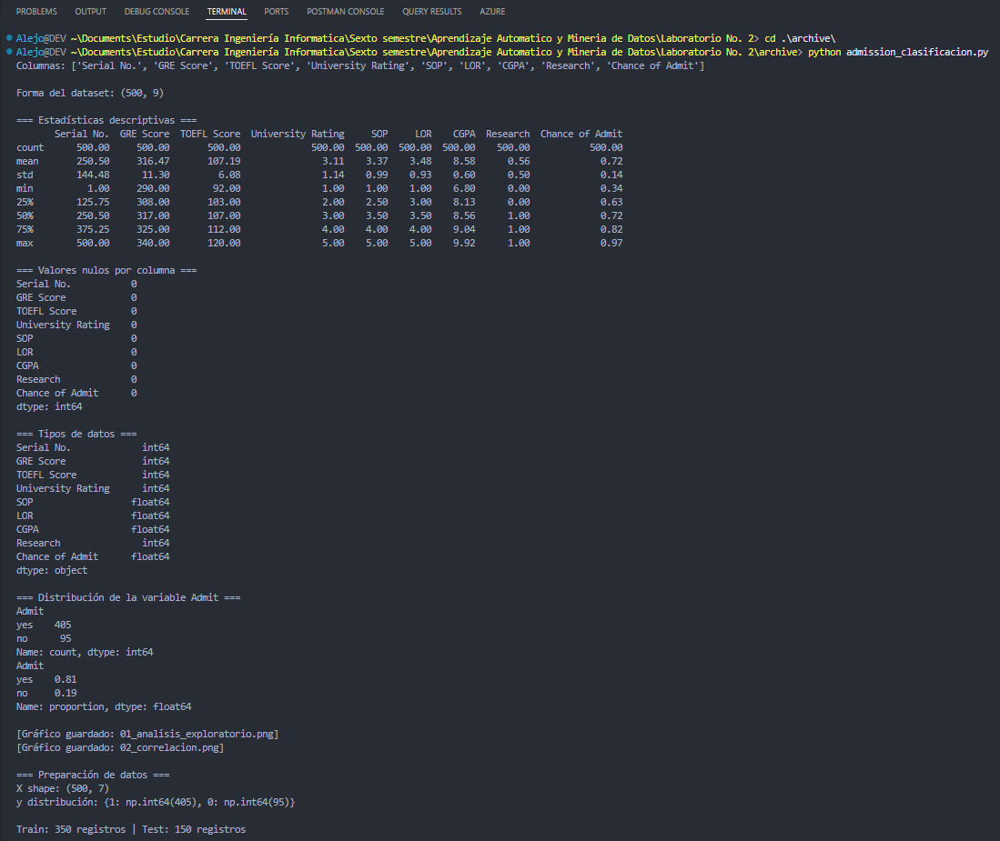 PROBLEMS OUTPUT DEBUG CONSOLE TERMINAL PORTS POSTMAN CONSOLE QUERY RESULTS AZURE
Alejo@DEV ~\Documents\Estudio\Carrera Ingeniería Informatica\Sexto semestre\Aprendizaje Automatico y Mineria de Datos\Laboratorio No. 2> cd .\archive\
Alejo@DEV ~\Documents\Estudio\Carrera Ingeniería Informatica\Sexto semestre\Aprendizaje Automatico y Mineria de Datos\Laboratorio No. 2\archive> python admission_clasificacion.py
Columnas: ['Serial No.', 'GRE Score', 'TOEFL Score', 'University Rating', 'SOP', 'LOR', 'CGPA', 'Research', 'Chance of Admit']
Forma del dataset: (500, 9)
=== Estadísticas descriptivas ===
Serial No. GRE Score TOEFL Score University Rating SOP LOR CGPA Research Chance of Admit
count 500.00 500.00 500.00 500.00 500.00 500.00 500.00 500.00 500.00
mean 250.50 316.47 107.19 3.11 3.37 3.48 8.58 0.56 0.72
std 144.48 11.30 6.08 1.14 0.99 0.93 0.60 0.50 0.14
min 1.00 290.00 92.00 1.00 1.00 1.00 6.80 0.00 0.34
25% 125.75 308.00 103.00 2.00 2.50 3.00 8.13 0.00 0.63
50% 250.50 317.00 107.00 3.00 3.50 3.50 8.56 1.00 0.72
75% 375.25 325.00 112.00 4.00 4.00 4.00 9.04 1.00 0.82
max 500.00 340.00 120.00 5.00 5.00 5.00 9.92 1.00 0.97
=== Valores nulos por columna ===
Serial No. 0
GRE Score 0
TOEFL Score 0
University Rating 0
SOP 0
LOR 0
CGPA 0
Research 0
Chance of Admit 0
dtype: int64
=== Tipos de datos ===
Serial No. int64
GRE Score int64
TOEFL Score int64
University Rating int64
SOP float64
LOR float64
CGPA float64
Research int64
Chance of Admit float64
dtype: object
=== Distribución de la variable Admit ===
Admit
yes 405
no 95
Name: count, dtype: int64
Admit
yes 0.81
no 0.19
Name: proportion, dtype: float64
[Gráfico guardado: 01_analisis_exploratorio.png]
[Gráfico guardado: 02_correlacion.png]
=== Preparación de datos ===
X shape: (500, 7)
y distribución: {1: np.int64(405), 0: np.int64(95)}
Train: 350 registros | Test: 150 registros